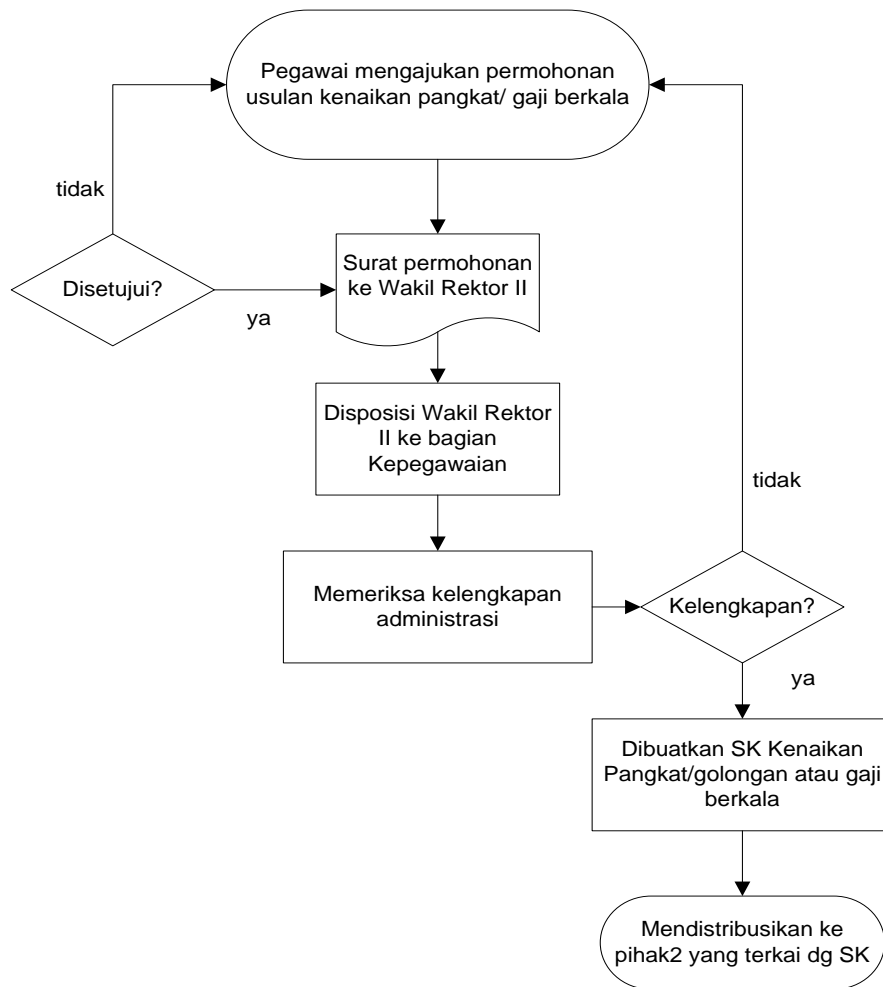 Pegawai mengajukan permohonan
usulan kenaikan pangkat/ gaji berkala
tidak
Surat permohonan
ke Wakil Rektor II
Disetujui?
ya
Disposisi Wakil Rektor
II ke bagian
Kepegawaian
tidak
Memeriksa kelengkapan
administrasi
Kelengkapan?
ya
Dibuatkan SK Kenaikan
Pangkat/golongan atau gaji
berkala
Mendistribusikan ke
pihak2 yang terkai dg SK